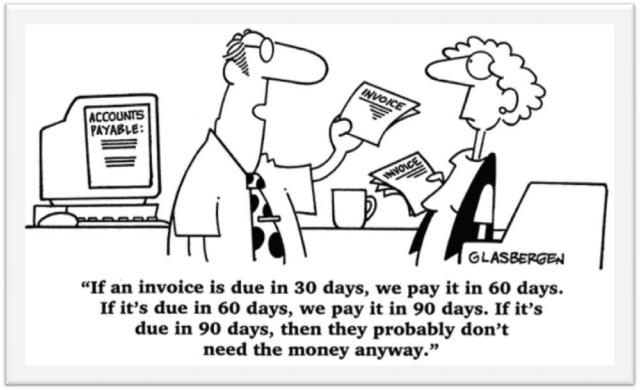 ACCOUNTS
PAYABLE:
INVOICE
INVOICE
GLASBERGEN
“If an invoice is due in 30 days, we pay it in 60 days.
If it’s due in 60 days, we pay it in 90 days. If it’s
due in 90 days, then they probably don’t
need the money anyway.”